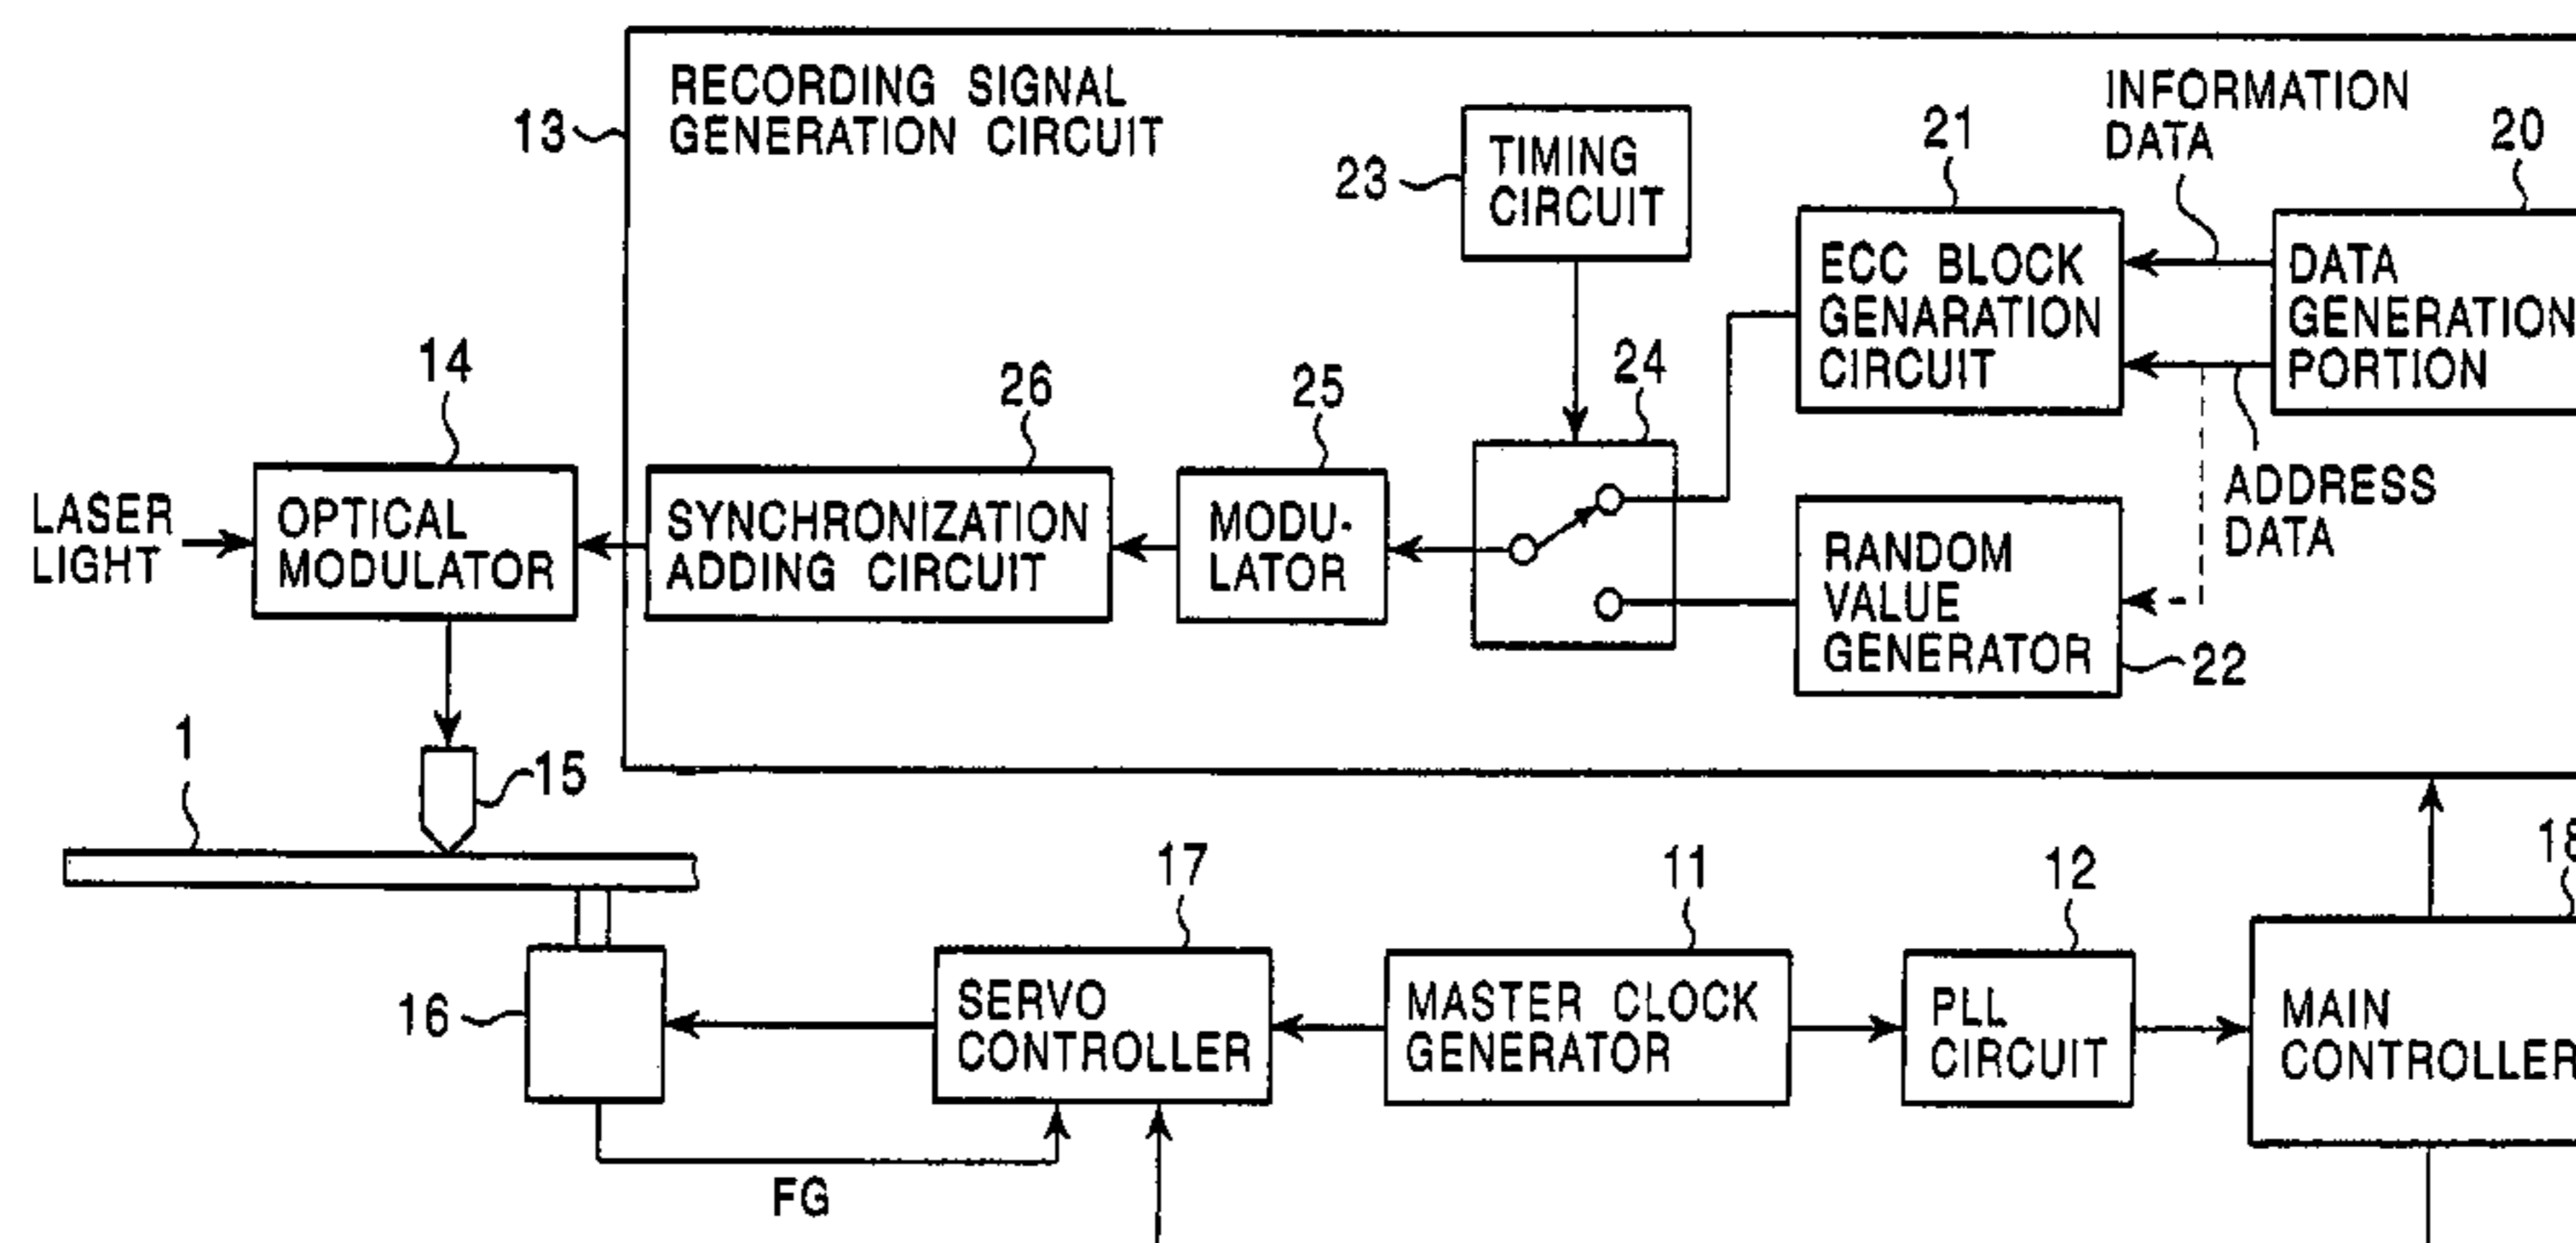 RECORDING SIGNAL
GENERATION CIRCUIT
13
INFORMATION
DATA
21
20
23
TIMING
CIRCUIT
ECC BLOCK
GENARATION
CIRCUIT
DATA
GENERATION
PORTION
14
26
25
24
ADDRESS
DATA
LASER
LIGHT
OPTICAL
MODULATOR
SYNCHRONIZATION
ADDING CIRCUIT
MODU-
LATOR
RANDOM
VALUE
GENERATOR
22
1
15
17
11
12
18
16
SERVO
CONTROLLER
MASTER CLOCK
GENERATOR
PLL
CIRCUIT
MAIN
CONTROLLER
FG